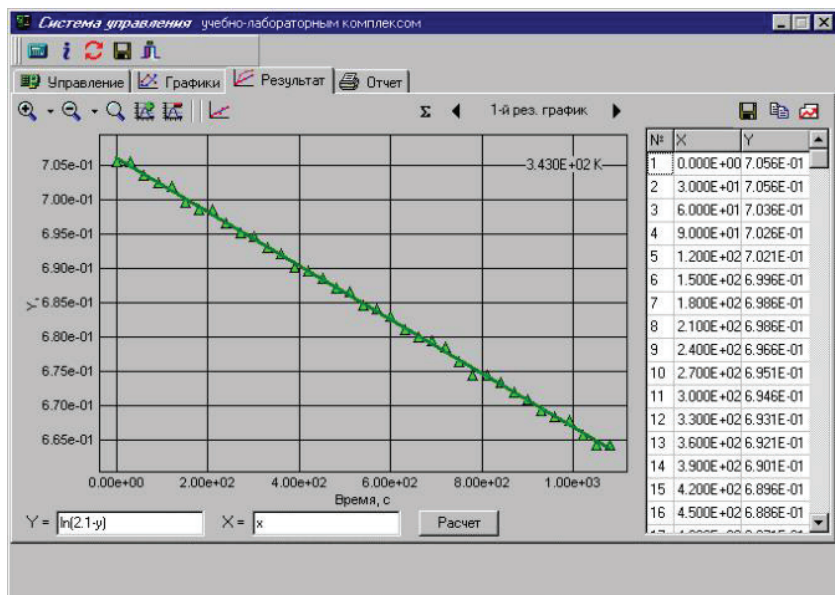 Система управления учебно-лабораторным комплексом
Управление Графики Результат Отчет
Σ 1-й рез. график
3.430E+02 K
7.05e-01
7.00e-01
6.95e-01
6.90e-01
6.85e-01
6.80e-01
6.75e-01
6.70e-01
6.65e-01
Y,
0.00e+00 2.00e+02 4.00e+02 6.00e+02 8.00e+02 1.00e+03
Время, с
Y = ln(2.1-y) X = x Расчет
№ X Y
1 0.000E+00 7.056E-01
2 3.000E+01 7.056E-01
3 6.000E+01 7.036E-01
4 9.000E+01 7.026E-01
5 1.200E+02 7.021E-01
6 1.500E+02 6.996E-01
7 1.800E+02 6.986E-01
8 2.100E+02 6.986E-01
9 2.400E+02 6.966E-01
10 2.700E+02 6.951E-01
11 3.000E+02 6.946E-01
12 3.300E+02 6.931E-01
13 3.600E+02 6.921E-01
14 3.900E+02 6.901E-01
15 4.200E+02 6.896E-01
16 4.500E+02 6.886E-01